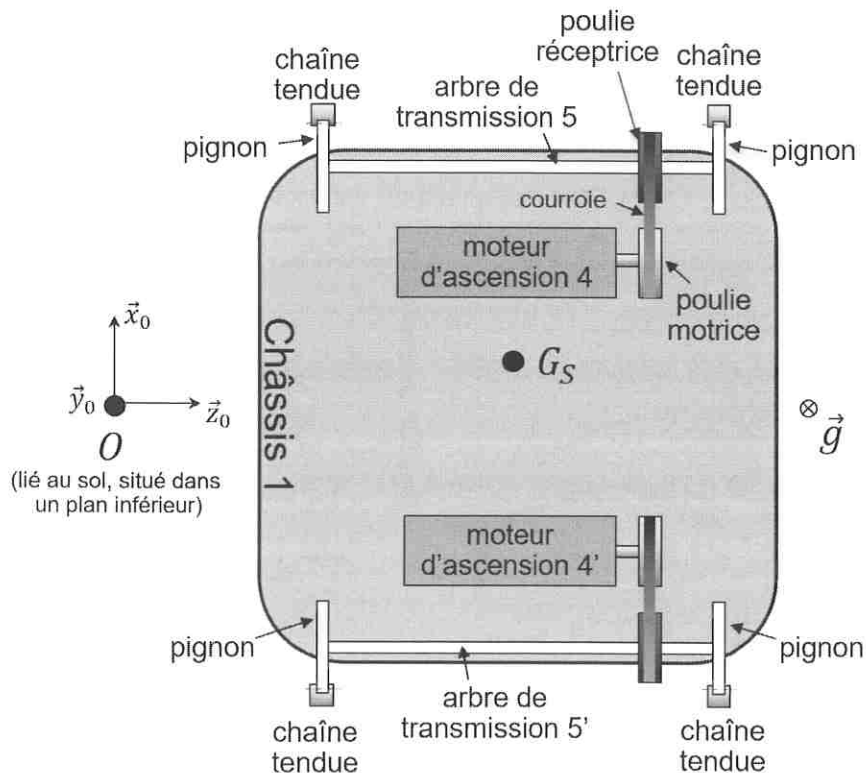 poulie
réceptrice
chaîne
tendue
chaîne
tendue
arbre de
transmission 5
pignon
pignon
courroie
moteur
d'ascension 4
poulie
motrice
Châssis 1
G_S
x⃗₀
y⃗₀
z⃗₀
O
g⃗
(lié au sol, situé dans
un plan inférieur)
moteur
d'ascension 4'
pignon
pignon
arbre de
transmission 5'
chaîne
tendue
chaîne
tendue